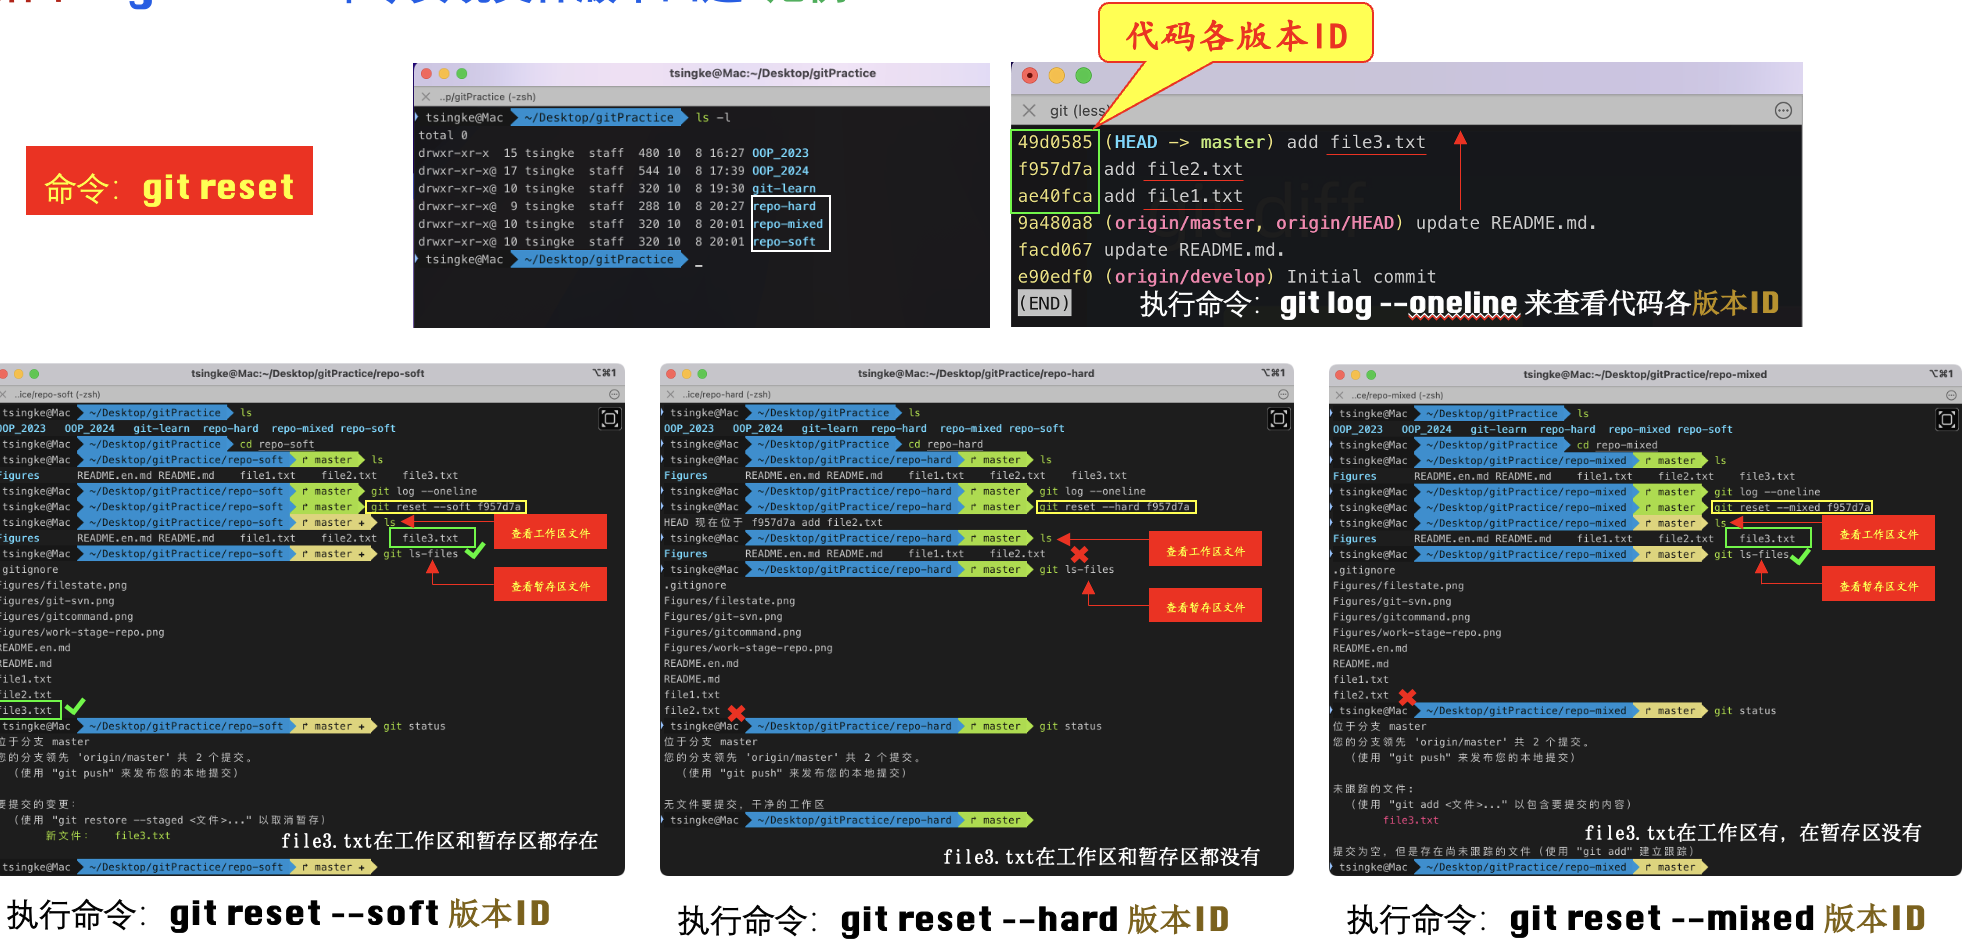 代码各版本ID
命令：git reset
tsingke@Mac:~/Desktop/gitPractice
..p/gitPractice (-zsh)
tsingke@Mac ~/Desktop/gitPractice ls -l
total 0
drwxr-xr-x 15 tsingke staff 480 10 8 16:27 OOP_2023
drwxr-xr-x@ 17 tsingke staff 544 10 8 17:39 OOP_2024
drwxr-xr-x@ 10 tsingke staff 320 10 8 19:30 git-learn
drwxr-xr-x@ 9 tsingke staff 288 10 8 20:27 repo-hard
drwxr-xr-x@ 10 tsingke staff 320 10 8 20:01 repo-mixed
drwxr-xr-x@ 10 tsingke staff 320 10 8 20:01 repo-soft
tsingke@Mac ~/Desktop/gitPractice _
git (less)
49d0585 (HEAD -> master) add file3.txt
f957d7a add file2.txt
ae40fca add file1.txt
9a480a8 (origin/master, origin/HEAD) update README.md.
facd067 update README.md.
e90edf0 (origin/develop) Initial commit
(END)
执行命令：git log --oneline 来查看代码各版本ID
tsingke@Mac:~/Desktop/gitPractice/repo-soft
⌥⌘1
..ice/repo-soft (-zsh)
tsingke@Mac ~/Desktop/gitPractice ls
OOP_2023 OOP_2024 git-learn repo-hard repo-mixed repo-soft
tsingke@Mac ~/Desktop/gitPractice cd repo-soft
tsingke@Mac ~/Desktop/gitPractice/repo-soft master ls
Figures README.en.md README.md file1.txt file2.txt file3.txt
tsingke@Mac ~/Desktop/gitPractice/repo-soft master git log --oneline
tsingke@Mac ~/Desktop/gitPractice/repo-soft master git reset --soft f957d7a
tsingke@Mac ~/Desktop/gitPractice/repo-soft master + ls
查看工作区文件
Figures README.en.md README.md file1.txt file2.txt file3.txt
tsingke@Mac ~/Desktop/gitPractice/repo-soft master + git ls-files
查看暂存区文件
.gitignore
Figures/filestate.png
Figures/git-svn.png
Figures/gitcommand.png
Figures/work-stage-repo.png
README.en.md
README.md
file1.txt
file2.txt
file3.txt
tsingke@Mac ~/Desktop/gitPractice/repo-soft master + git status
位于分支 master
您的分支领先 'origin/master' 共 2 个提交。
（使用 "git push" 来发布您的本地提交）
要提交的变更：
（使用 "git restore --staged <文件>..." 以取消暂存）
新文件： file3.txt
file3.txt在工作区和暂存区都存在
tsingke@Mac ~/Desktop/gitPractice/repo-soft master +
执行命令：git reset --soft 版本ID
tsingke@Mac:~/Desktop/gitPractice/repo-hard
⌥⌘1
..ice/repo-hard (-zsh)
tsingke@Mac ~/Desktop/gitPractice ls
OOP_2023 OOP_2024 git-learn repo-hard repo-mixed repo-soft
tsingke@Mac ~/Desktop/gitPractice cd repo-hard
tsingke@Mac ~/Desktop/gitPractice/repo-hard master ls
Figures README.en.md README.md file1.txt file2.txt file3.txt
tsingke@Mac ~/Desktop/gitPractice/repo-hard master git log --oneline
tsingke@Mac ~/Desktop/gitPractice/repo-hard master git reset --hard f957d7a
HEAD 现在位于 f957d7a add file2.txt
tsingke@Mac ~/Desktop/gitPractice/repo-hard master ls
查看工作区文件
Figures README.en.md README.md file1.txt file2.txt
tsingke@Mac ~/Desktop/gitPractice/repo-hard master git ls-files
查看暂存区文件
.gitignore
Figures/filestate.png
Figures/git-svn.png
Figures/gitcommand.png
Figures/work-stage-repo.png
README.en.md
README.md
file1.txt
file2.txt
tsingke@Mac ~/Desktop/gitPractice/repo-hard master git status
位于分支 master
您的分支领先 'origin/master' 共 2 个提交。
（使用 "git push" 来发布您的本地提交）
无文件要提交，干净的工作区
tsingke@Mac ~/Desktop/gitPractice/repo-hard master
file3.txt在工作区和暂存区都没有
执行命令：git reset --hard 版本ID
tsingke@Mac:~/Desktop/gitPractice/repo-mixed
⌥⌘1
..ce/repo-mixed (-zsh)
tsingke@Mac ~/Desktop/gitPractice ls
OOP_2023 OOP_2024 git-learn repo-hard repo-mixed repo-soft
tsingke@Mac ~/Desktop/gitPractice cd repo-mixed
tsingke@Mac ~/Desktop/gitPractice/repo-mixed master ls
Figures README.en.md README.md file1.txt file2.txt file3.txt
tsingke@Mac ~/Desktop/gitPractice/repo-mixed master git log --oneline
tsingke@Mac ~/Desktop/gitPractice/repo-mixed master git reset --mixed f957d7a
tsingke@Mac ~/Desktop/gitPractice/repo-mixed master ls
查看工作区文件
Figures README.en.md README.md file1.txt file2.txt file3.txt
tsingke@Mac ~/Desktop/gitPractice/repo-mixed master git ls-files
查看暂存区文件
.gitignore
Figures/filestate.png
Figures/git-svn.png
Figures/gitcommand.png
Figures/work-stage-repo.png
README.en.md
README.md
file1.txt
file2.txt
tsingke@Mac ~/Desktop/gitPractice/repo-mixed master git status
位于分支 master
您的分支领先 'origin/master' 共 2 个提交。
（使用 "git push" 来发布您的本地提交）
未跟踪的文件：
（使用 "git add <文件>..." 以包含要提交的内容）
file3.txt
file3.txt在工作区有，在暂存区没有
提交为空，但是存在尚未跟踪的文件（使用 "git add" 建立跟踪）
tsingke@Mac ~/Desktop/gitPractice/repo-mixed master
执行命令：git reset --mixed 版本ID